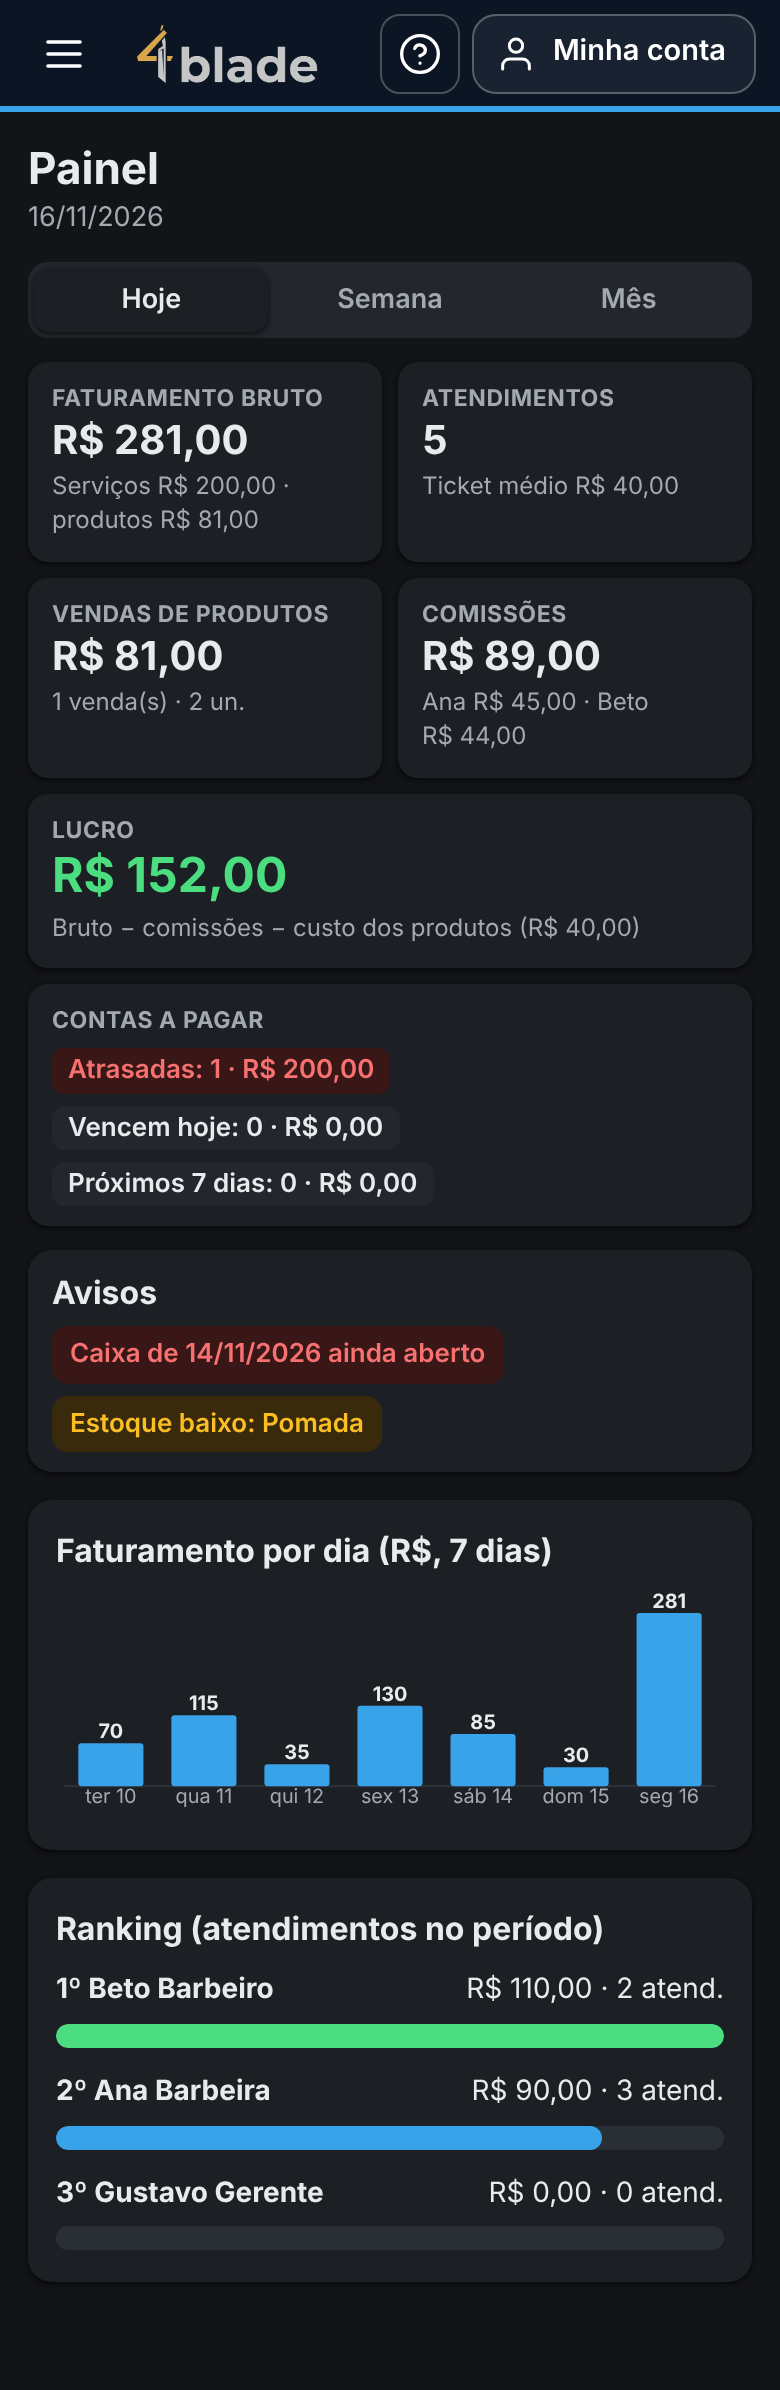 4blade
Minha conta
Painel
16/11/2026
Hoje
Semana
Mês
FATURAMENTO BRUTO
R$ 281,00
Serviços R$ 200,00 ·
produtos R$ 81,00
ATENDIMENTOS
5
Ticket médio R$ 40,00
VENDAS DE PRODUTOS
R$ 81,00
1 venda(s) · 2 un.
COMISSÕES
R$ 89,00
Ana R$ 45,00 · Beto
R$ 44,00
LUCRO
R$ 152,00
Bruto − comissões − custo dos produtos (R$ 40,00)
CONTAS A PAGAR
Atrasadas: 1 · R$ 200,00
Vencem hoje: 0 · R$ 0,00
Próximos 7 dias: 0 · R$ 0,00
Avisos
Caixa de 14/11/2026 ainda aberto
Estoque baixo: Pomada
Faturamento por dia (R$, 7 dias)
70
115
35
130
85
30
281
ter 10
qua 11
qui 12
sex 13
sáb 14
dom 15
seg 16
Ranking (atendimentos no período)
1º Beto Barbeiro
R$ 110,00 · 2 atend.
2º Ana Barbeira
R$ 90,00 · 3 atend.
3º Gustavo Gerente
R$ 0,00 · 0 atend.